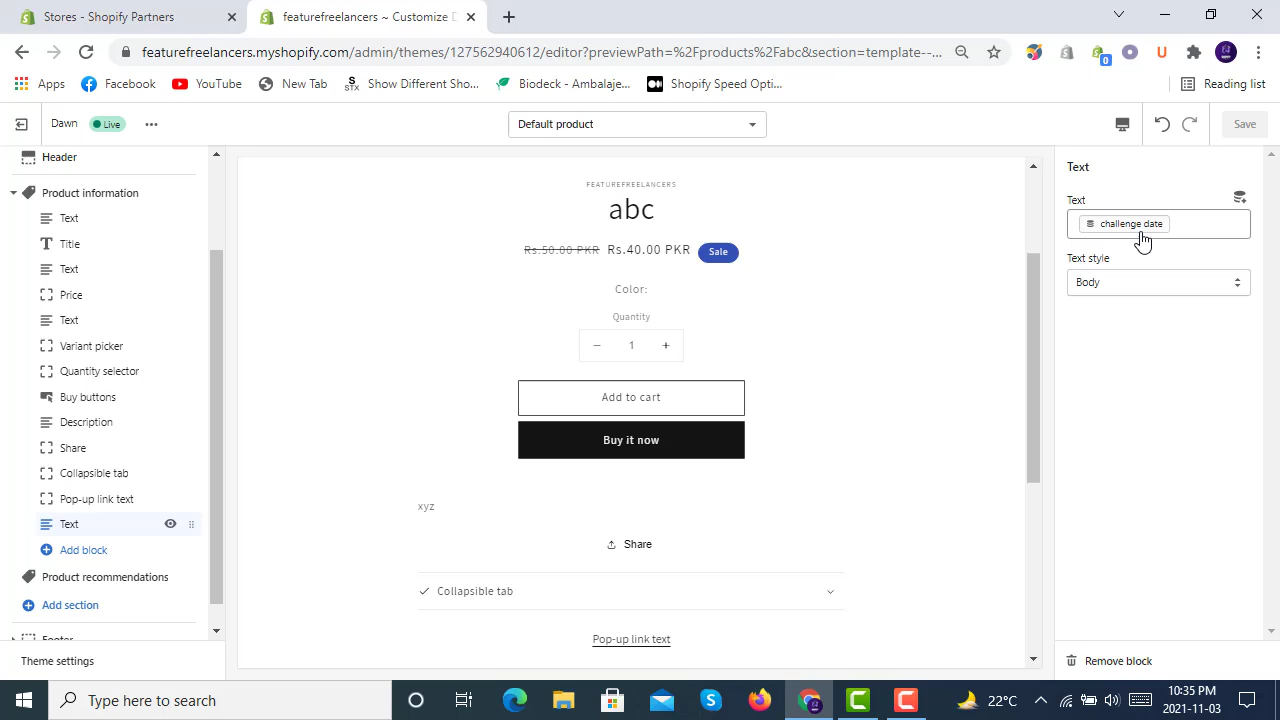 Stores - Shopify Partners
featurefreelancers ~ Customize D
featurefreelancers.myshopify.com/admin/themes/127562940612/editor?previewPath=%2Fproducts%2Fabc&section=template--...
0
U
Apps
Facebook
YouTube
New Tab
STX
Show Different Sho...
Biodeck - Ambalaje...
Shopify Speed Opti...
Reading list
Dawn
Live
Default product
Save
Header
Product information
Text
Title
Text
Price
Text
Variant picker
Quantity selector
Buy buttons
Description
Share
Collapsible tab
Pop-up link text
Text
Add block
Product recommendations
Add section
Footer
Theme settings
FEATUREFREELANCERS
abc
Rs.50.00 PKR Rs.40.00 PKR Sale
Color:
Quantity
1
Add to cart
Buy it now
xyz
Share
Collapsible tab
Pop-up link text
Text
Text
challenge date
Text style
Body
Remove block
Type here to search
22°C
10:35 PM
2021-11-03